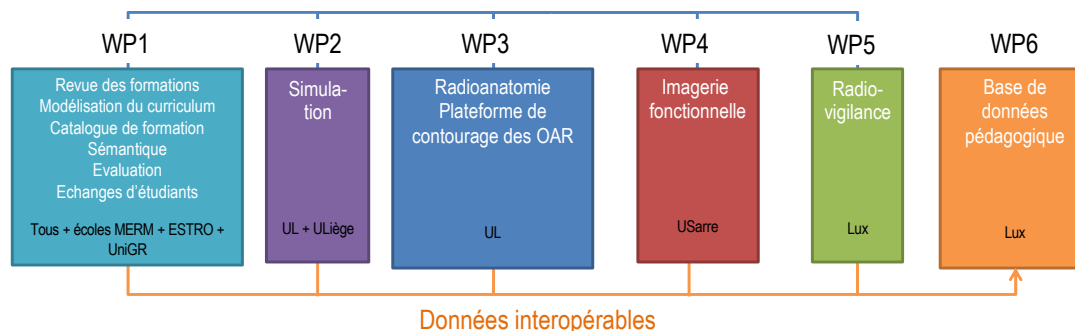 WP1
WP2
WP3
WP4
WP5
WP6
Revue des formations
Modélisation du curriculum
Catalogue de formation
Sémantique
Evaluation
Echanges d'étudiants
Tous + écoles MERM + ESTRO +
UniGR
Simula-
tion
UL + ULiège
Radioanatomie
Plateforme de
contourage des OAR
UL
Imagerie
fonctionnelle
USarre
Radio-
vigilance
Lux
Base de
données
pédagogique
Lux
Données interopérables